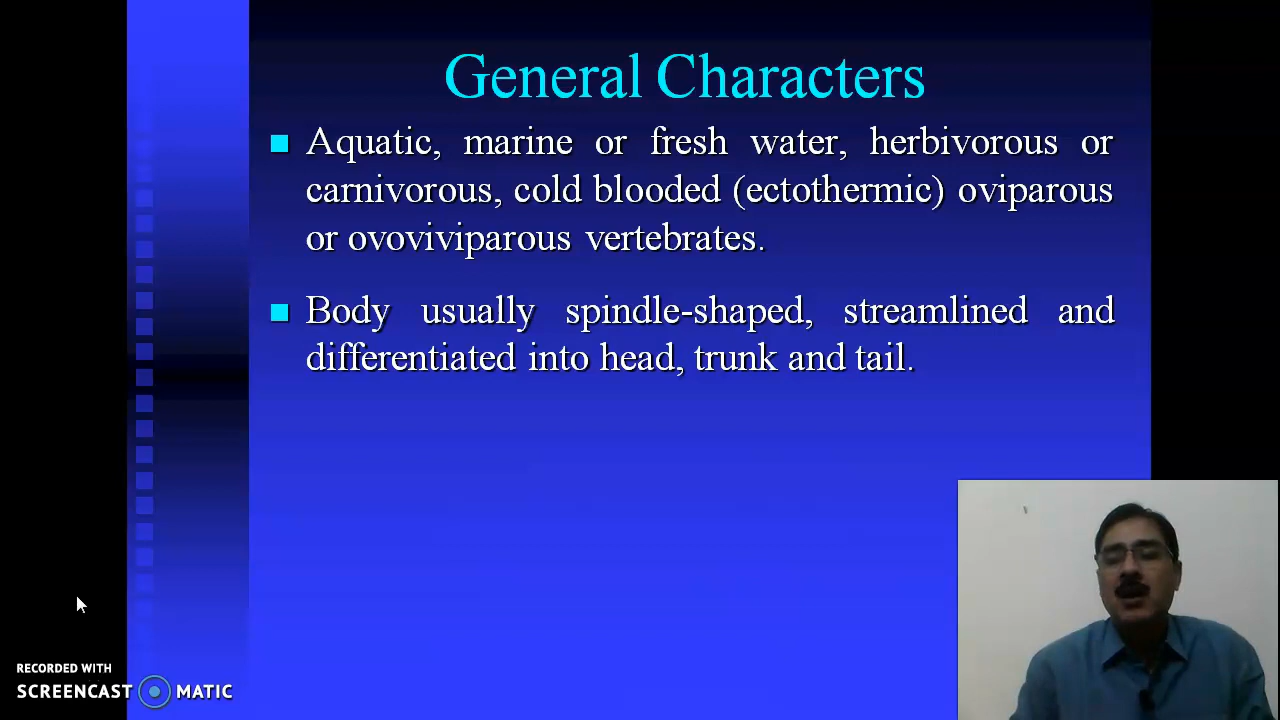 General Characters
Aquatic, marine or fresh water, herbivorous or
carnivorous, cold blooded (ectothermic) oviparous
or ovoviviparous vertebrates.
Body usually spindle-shaped, streamlined and
differentiated into head, trunk and tail.
RECORDED WITH
SCREENCAST MATIC